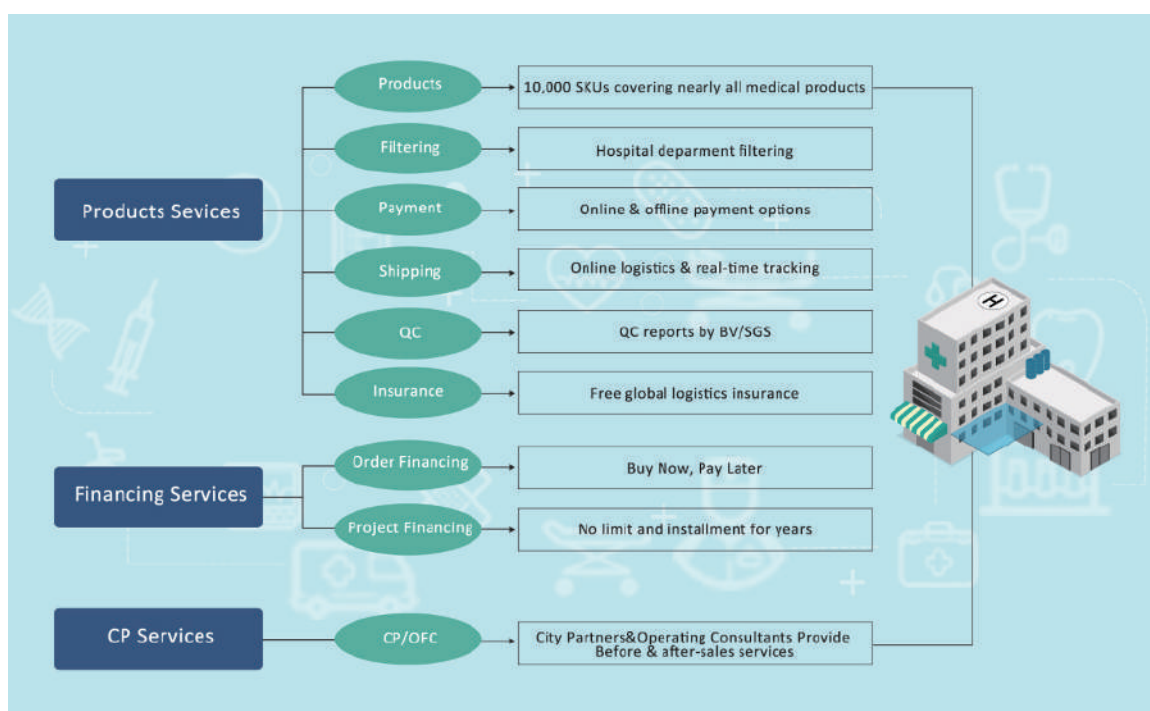 Products
10,000 SKUs covering nearly all medical products
Filtering
Hospital deparment filtering
Products Sevices
Payment
Online & offline payment options
Shipping
Online logistics & real-time tracking
H
QC
QC reports by BV/SGS
Insurance
Free global logistics insurance
Financing Services
Order Financing
Buy Now, Pay Later
Project Financing
No limit and installment for years
CP Services
CP/OFC
City Partners&Operating Consultants Provide
Before & after-sales services